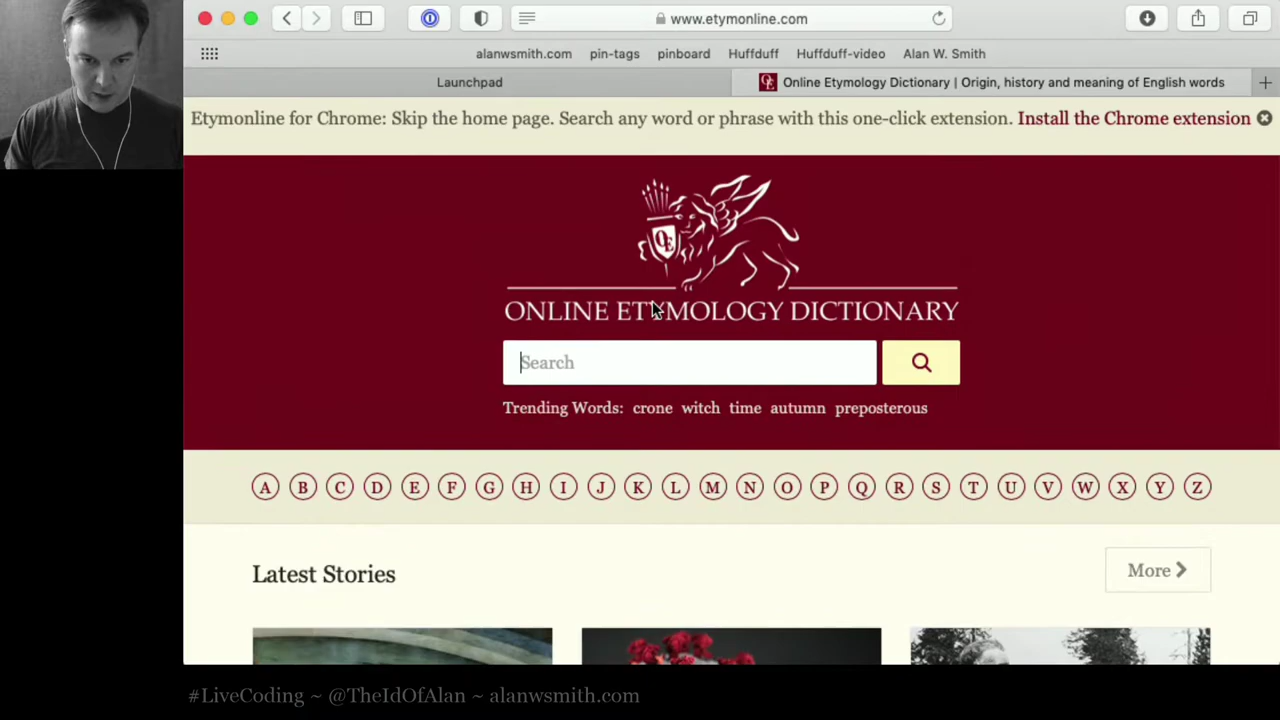 www.etymonline.com
alanwsmith.com pin-tags pinboard Huffduff Huffduff-video Alan W. Smith
Launchpad
OE Online Etymology Dictionary | Origin, history and meaning of English words
Etymonline for Chrome: Skip the home page. Search any word or phrase with this one-click extension. Install the Chrome extension
OE
ONLINE ETYMOLOGY DICTIONARY
Search
Trending Words: crone witch time autumn preposterous
A B C D E F G H I J K L M N O P Q R S T U V W X Y Z
Latest Stories
More
#LiveCoding ~ @TheIdOfAlan ~ alanwsmith.com